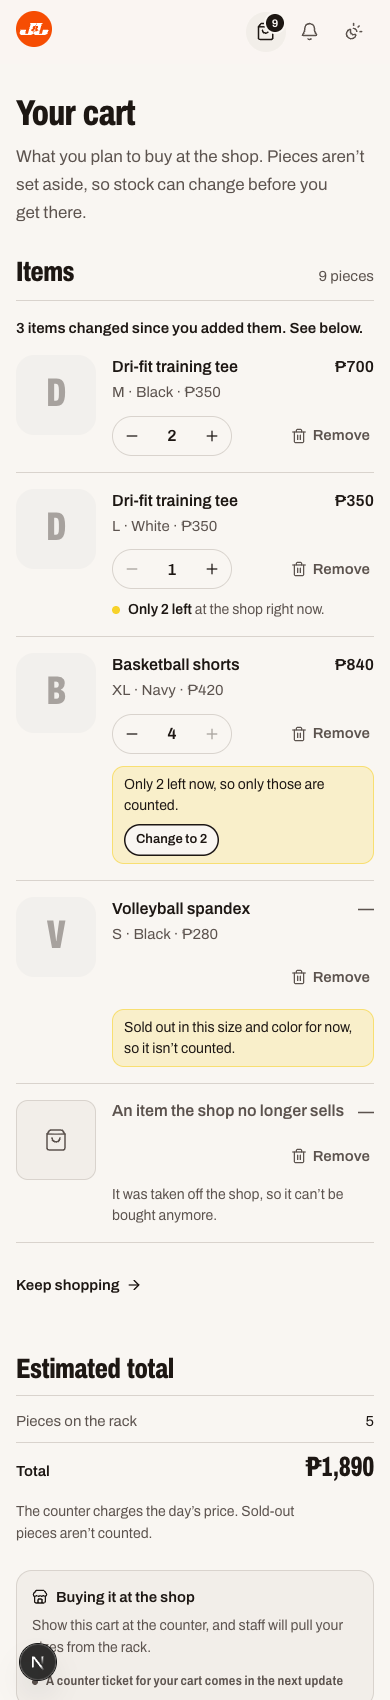 JL
9
Your cart
What you plan to buy at the shop. Pieces aren't
set aside, so stock can change before you
get there.
Items
9 pieces
3 items changed since you added them. See below.
D
Dri-fit training tee
₱700
M · Black · ₱350
− 2 +
Remove
D
Dri-fit training tee
₱350
L · White · ₱350
− 1 +
Remove
Only 2 left at the shop right now.
B
Basketball shorts
₱840
XL · Navy · ₱420
− 4 +
Remove
Only 2 left now, so only those are
counted.
Change to 2
V
Volleyball spandex
—
S · Black · ₱280
Remove
Sold out in this size and color for now,
so it isn't counted.
An item the shop no longer sells
—
Remove
It was taken off the shop, so it can't be
bought anymore.
Keep shopping →
Estimated total
Pieces on the rack
5
Total
₱1,890
The counter charges the day's price. Sold-out
pieces aren't counted.
Buying it at the shop
Show this cart at the counter, and staff will pull your
from the rack.
N
A counter ticket for your cart comes in the next update